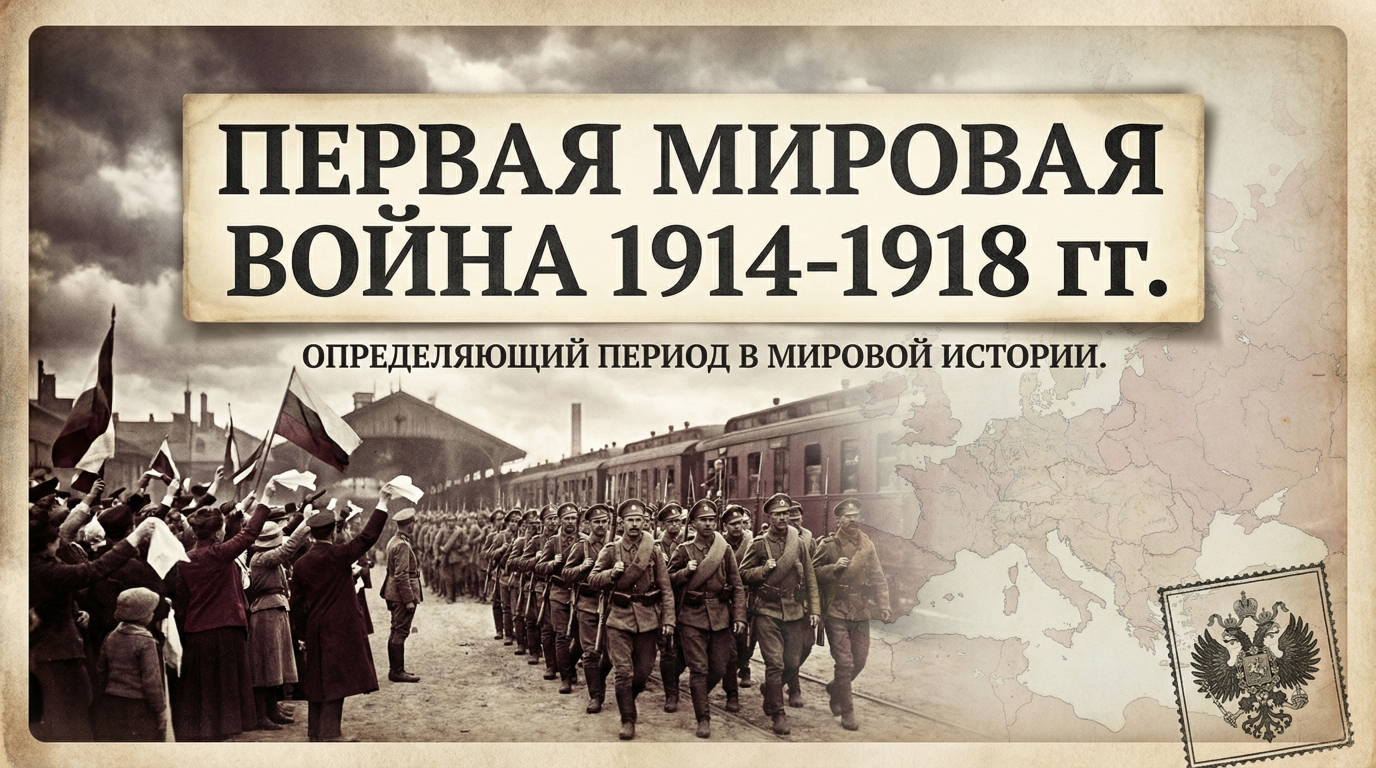 ПЕРВАЯ МИРОВАЯ
ВОЙНА 1914-1918 гг.
ОПРЕДЕЛЯЮЩИЙ ПЕРИОД В МИРОВОЙ ИСТОРИИ.